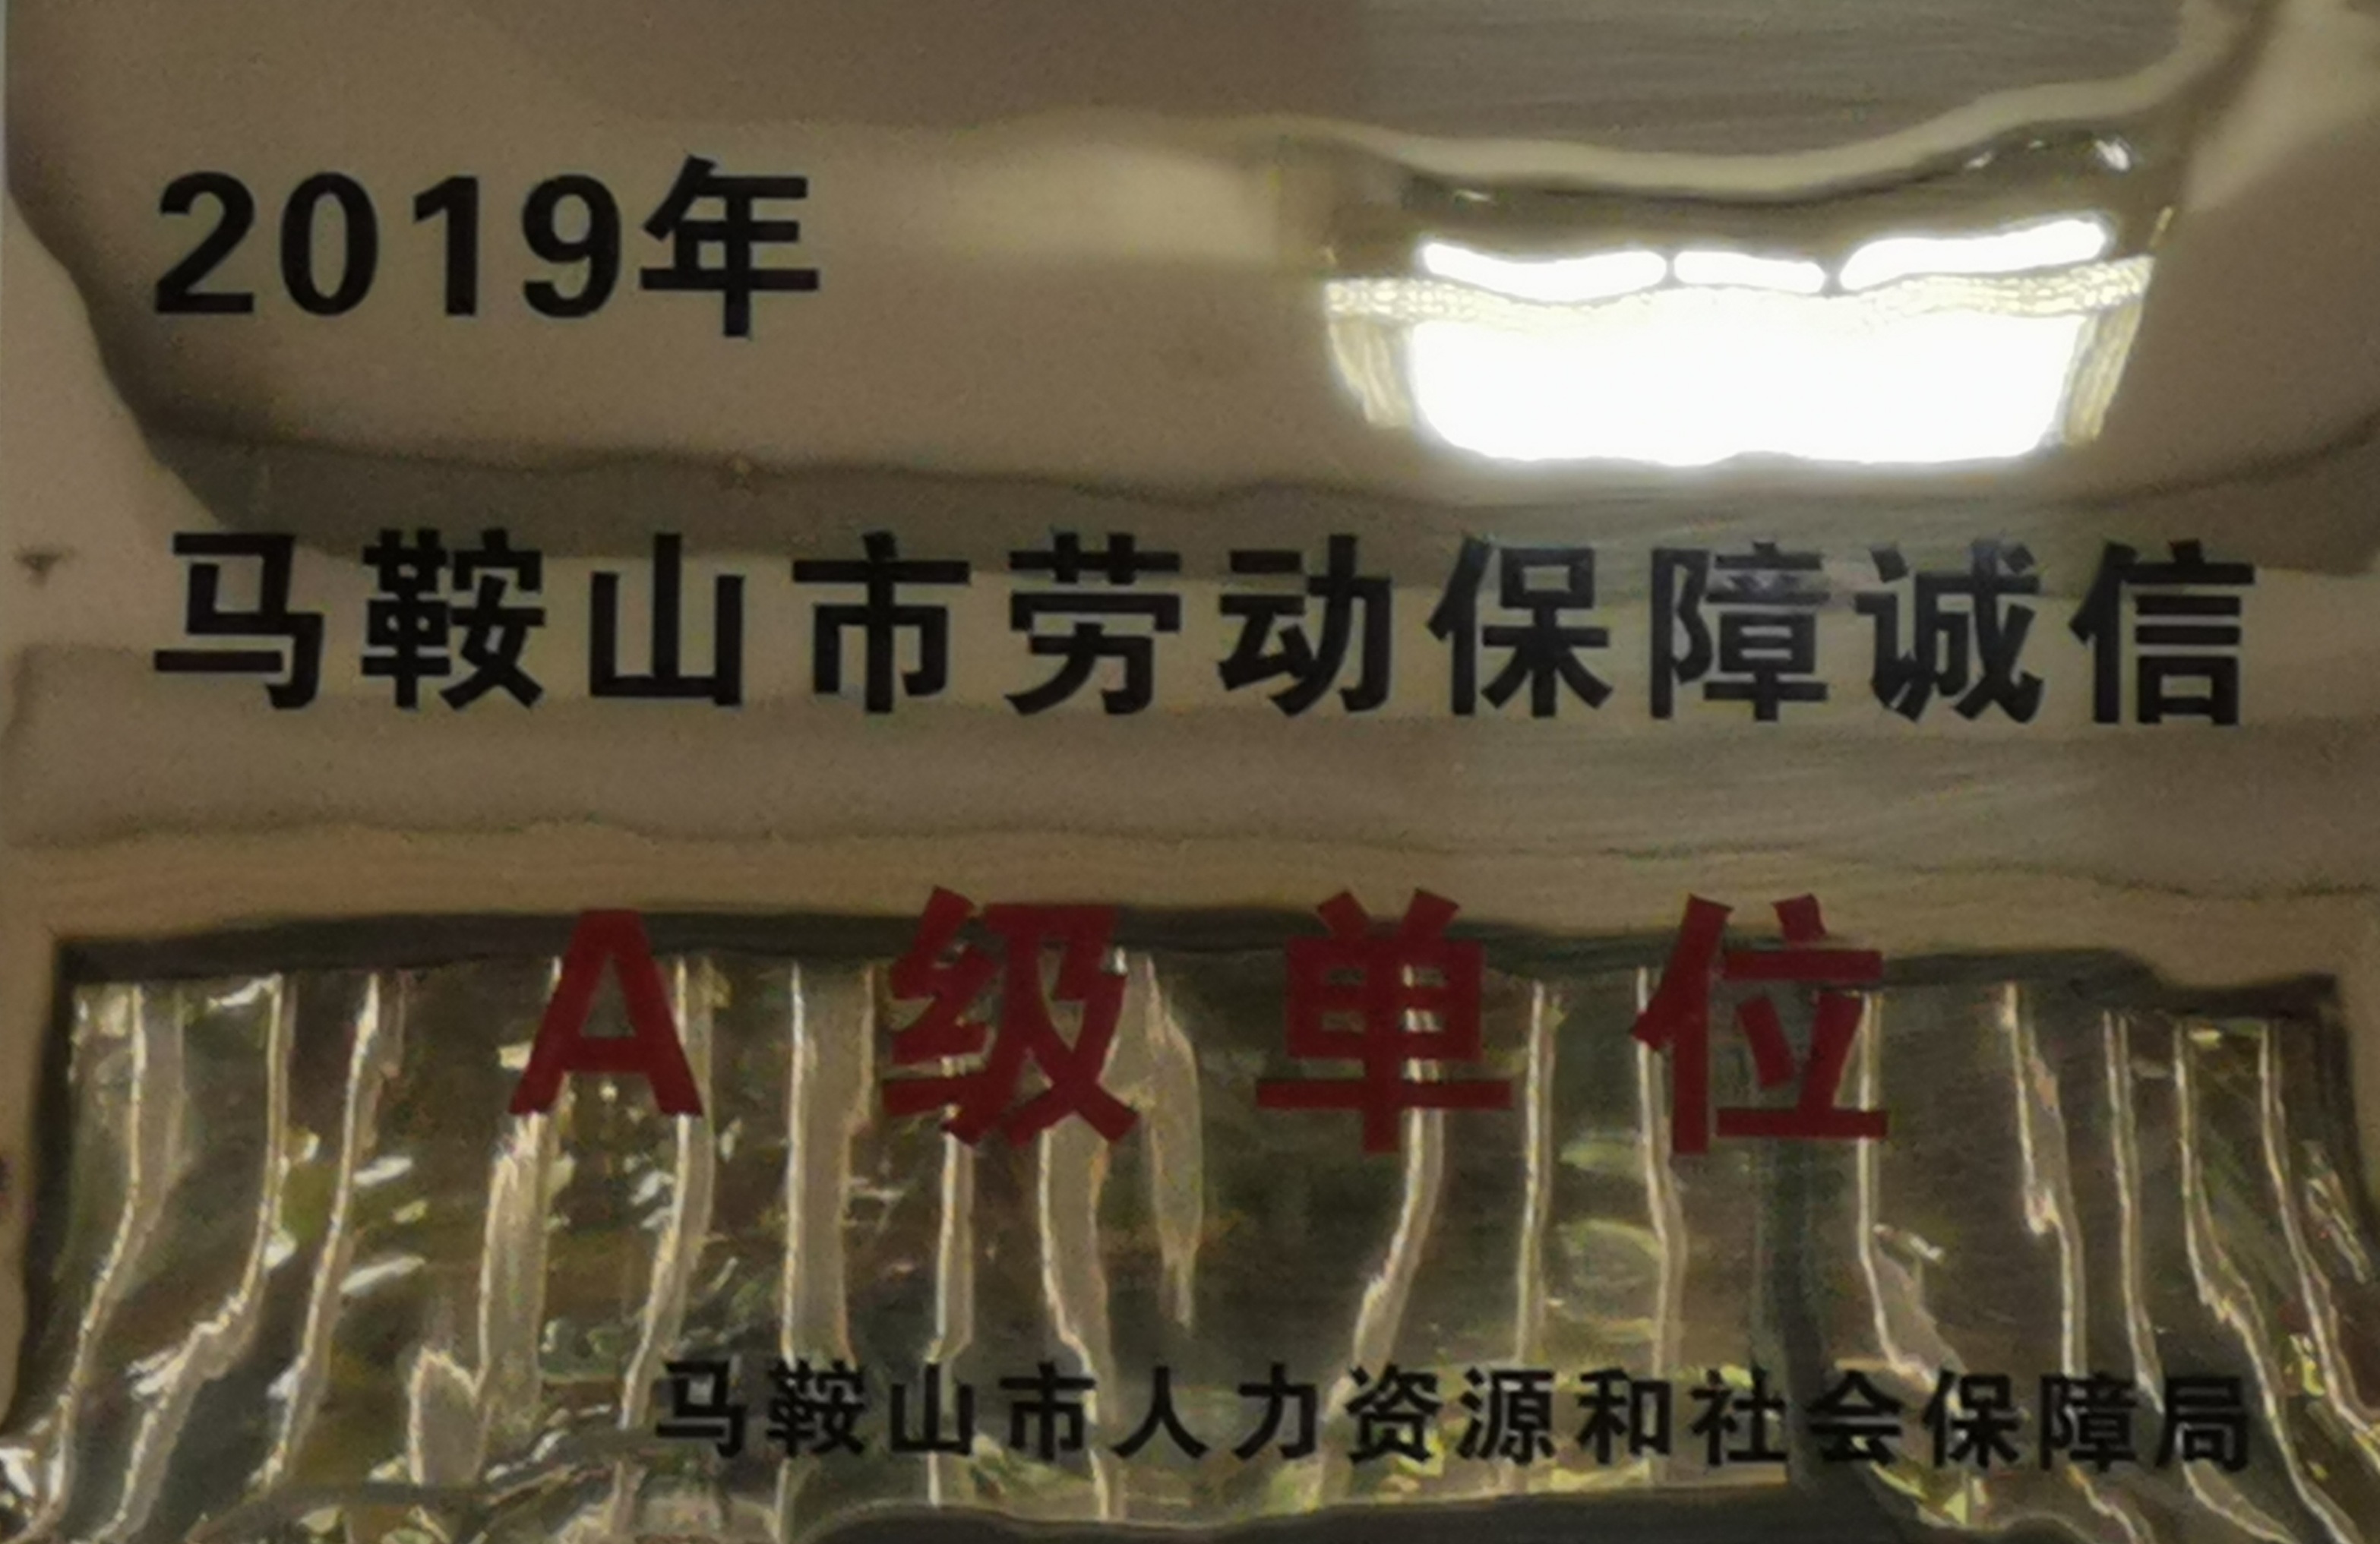 2019年
马鞍山市劳动保障诚信
A级单位
马鞍山市人力资源和社会保障局